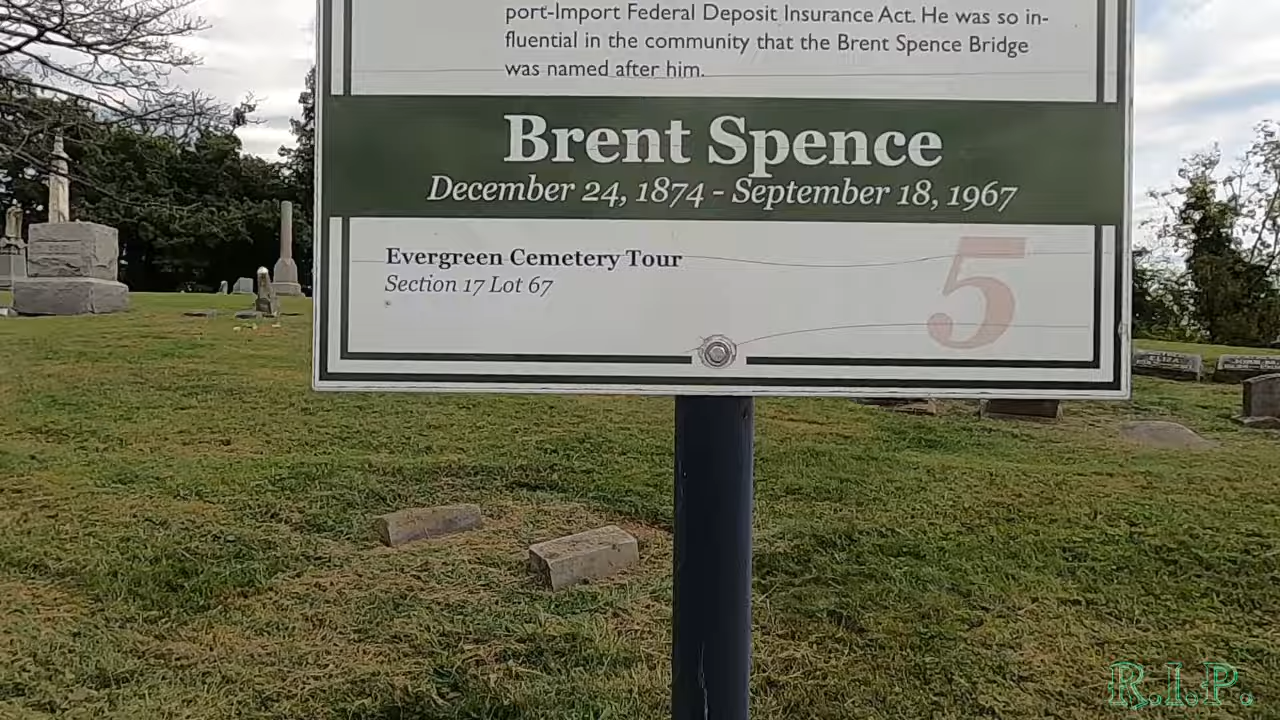 port-Import Federal Deposit Insurance Act. He was so in-
fluential in the community that the Brent Spence Bridge
was named after him.
Brent Spence
December 24, 1874 - September 18, 1967
Evergreen Cemetery Tour
Section 17 Lot 67
5
ELIZA
R.I.P.